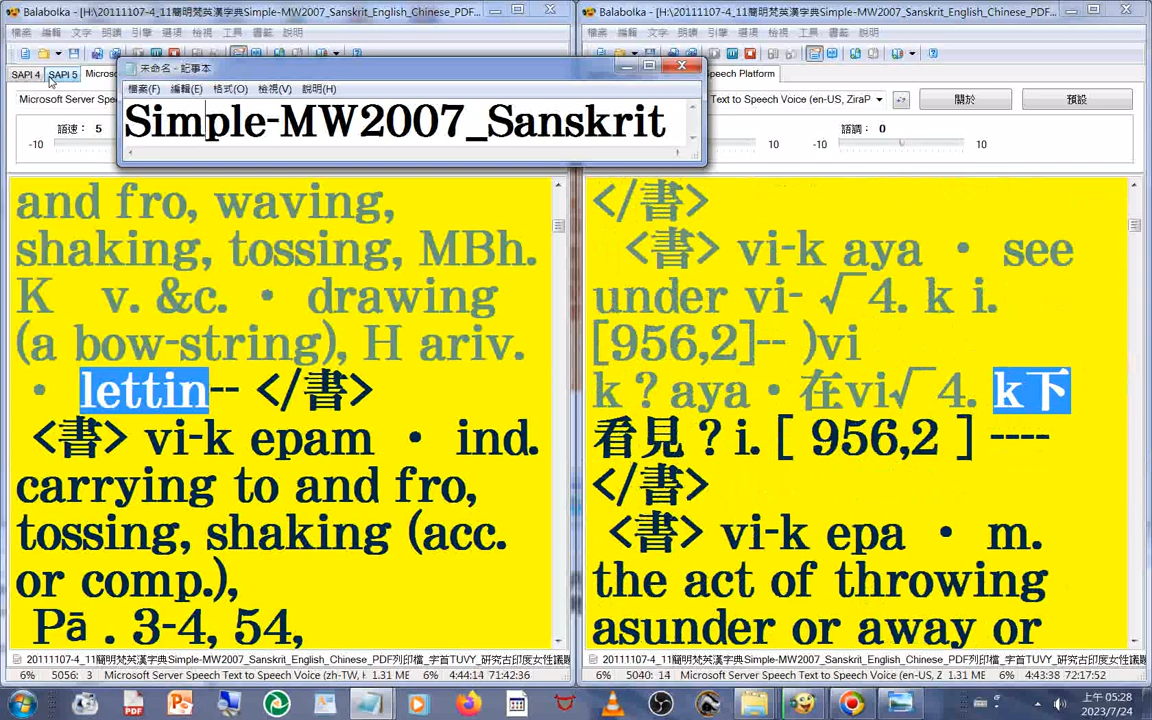 Balabolka - [H:\20111107-4_11簡明梵英漢字典Simple-MW2007_Sanskrit_English_Chinese_PDF...
檔案 編輯 文字 朗讀 引擎 選項 檢視 工具 書籤 說明
SAPI 4 SAPI 5 Micros
Microsoft Server Spe
語速： 5
-10
未命名 - 記事本
檔案(F) 編輯(E) 格式(O) 檢視(V) 說明(H)
Simple-MW2007_Sanskrit
and fro, waving,
shaking, tossing, MBh.
K v. &c. • drawing
(a bow-string), H ariv.
• lettin-- </書>
<書> vi-k epam • ind.
carrying to and fro,
tossing, shaking (acc.
or comp.),
Pā . 3-4, 54,
20111107-4_11簡明梵英漢字典Simple-MW2007_Sanskrit_English_Chinese_PDF列印檔_字首TUVY_研究古印度女性議題
6% 5056: 3 Microsoft Server Speech Text to Speech Voice (zh-TW, 1.31 ME 6% 4:44:14 71:42:36
Balabolka - [H:\20111107-4_11簡明梵英漢字典Simple-MW2007_Sanskrit_English_Chinese_PDF...
檔案 編輯 文字 朗讀 引擎 選項 檢視 工具 書籤 說明
peech Platform
Text to Speech Voice (en-US, ZiraP
關於
預設
10
語調： 0
-10
10
</書>
<書> vi-k aya • see
under vi- √ 4. k i.
[956,2]-- )vi
k ? aya • 在vi√ 4. k下
看見 ? i. [ 956,2 ] ----
</書>
<書> vi-k epa • m.
the act of throwing
asunder or away or
20111107-4_11簡明梵英漢字典Simple-MW2007_Sanskrit_English_Chinese_PDF列印檔_字首TUVY_研究古印度女性議題
6% 5040: 14 Microsoft Server Speech Text to Speech Voice (en-US, Z 1.31 ME 6% 4:43:38 72:17:52
上午 05:28
2023/7/24